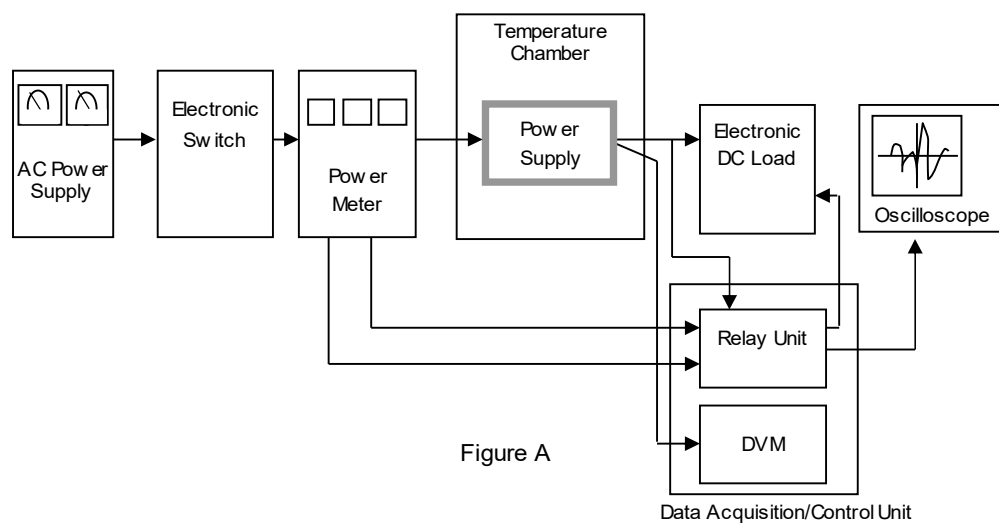 Temperature
Chamber
AC Power
Supply
Electronic
Switch
Power
Meter
Power
Supply
Electronic
DC Load
Oscilloscope
Relay Unit
DVM
Figure A
Data Acquisition/Control Unit